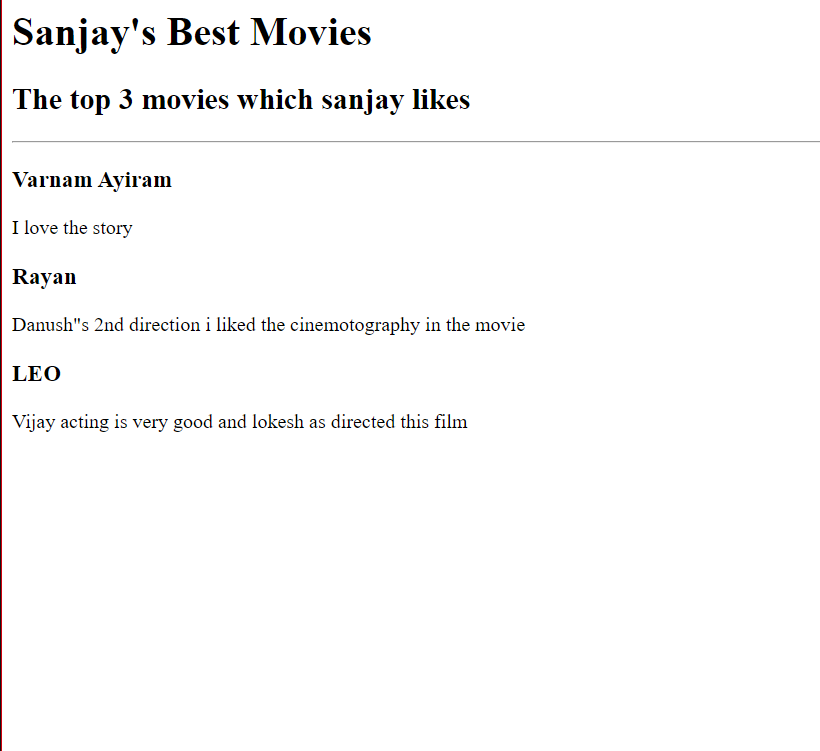 Sanjay's Best Movies
The top 3 movies which sanjay likes
Varnam Ayiram
I love the story
Rayan
Danush"s 2nd direction i liked the cinemotography in the movie
LEO
Vijay acting is very good and lokesh as directed this film